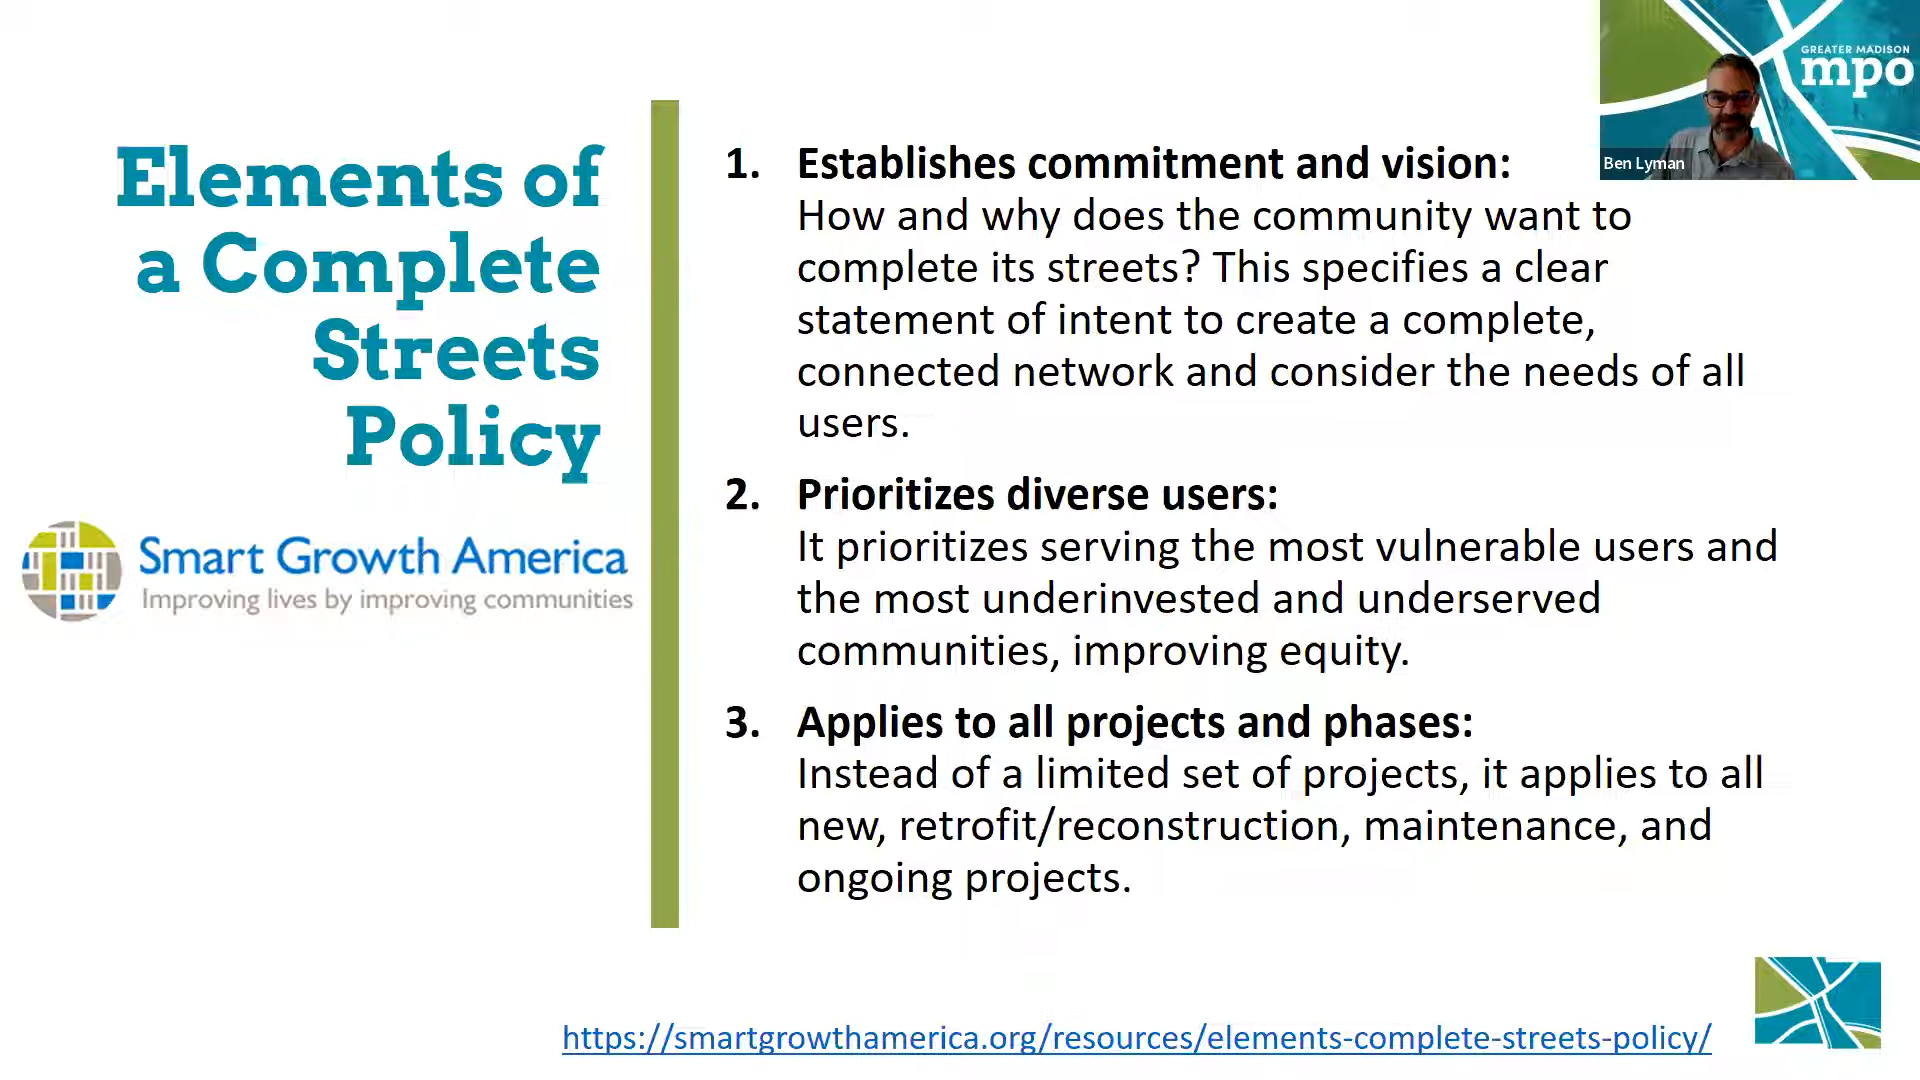 Elements of
a Complete
Streets
Policy
Smart Growth America
Improving lives by improving communities
1. Establishes commitment and vision:
How and why does the community want to
complete its streets? This specifies a clear
statement of intent to create a complete,
connected network and consider the needs of all
users.
2. Prioritizes diverse users:
It prioritizes serving the most vulnerable users and
the most underinvested and underserved
communities, improving equity.
3. Applies to all projects and phases:
Instead of a limited set of projects, it applies to all
new, retrofit/reconstruction, maintenance, and
ongoing projects.
https://smartgrowthamerica.org/resources/elements-complete-streets-policy/
GREATER MADISON
mpo
Ben Lyman